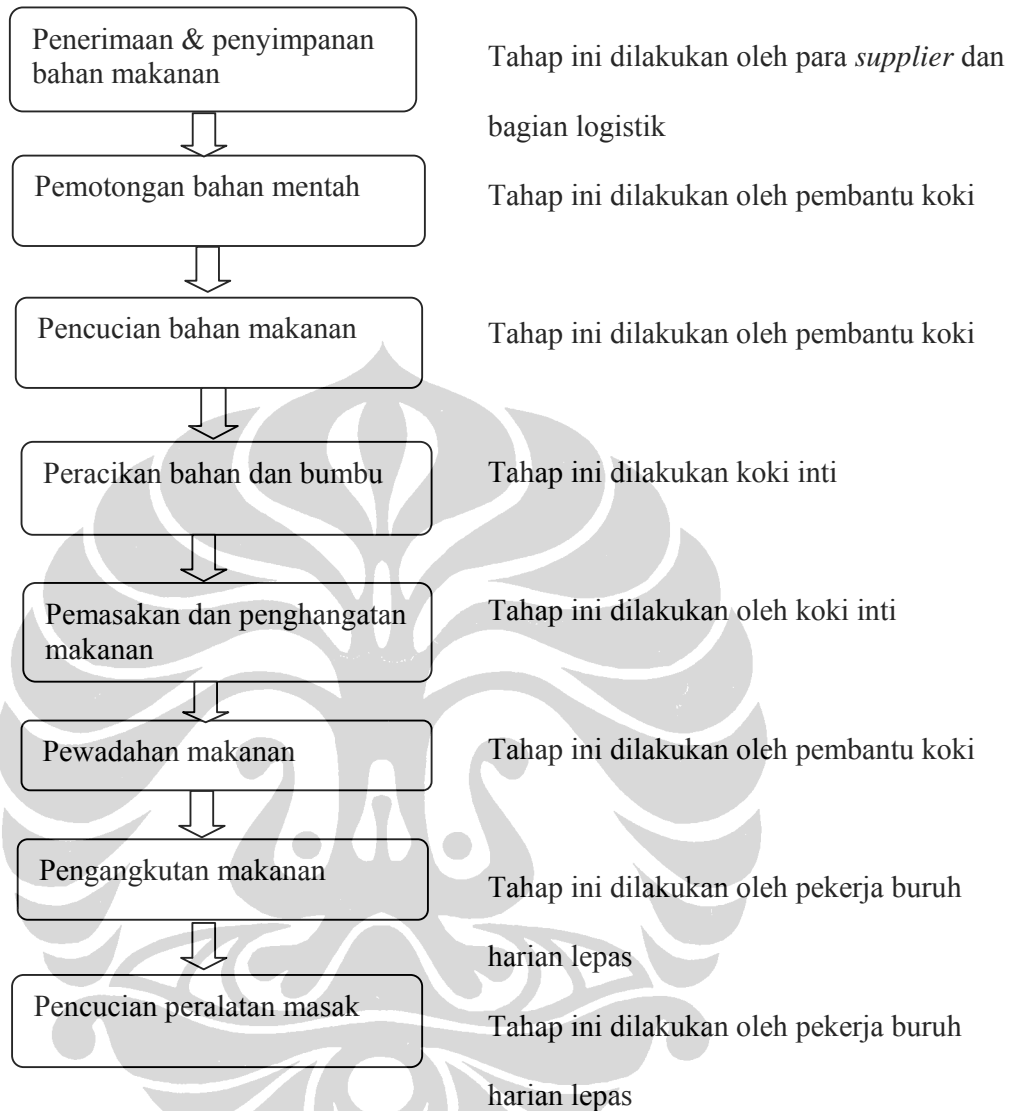 Penerimaan & penyimpanan
bahan makanan
Tahap ini dilakukan oleh para supplier dan
bagian logistik
Pemotongan bahan mentah
Tahap ini dilakukan oleh pembantu koki
Pencucian bahan makanan
Tahap ini dilakukan oleh pembantu koki
Peracikan bahan dan bumbu
Tahap ini dilakukan koki inti
Pemasakan dan penghangatan
makanan
Tahap ini dilakukan oleh koki inti
Pewadahan makanan
Tahap ini dilakukan oleh pembantu koki
Pengangkutan makanan
Tahap ini dilakukan oleh pekerja buruh
harian lepas
Pencucian peralatan masak
Tahap ini dilakukan oleh pekerja buruh
harian lepas